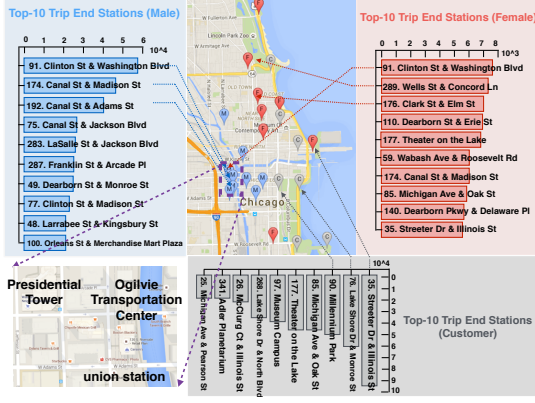 Top-10 Trip End Stations (Male)
0 1 2 3 4 5 6
10^4
91. Clinton St & Washington Blvd
174. Canal St & Madison St
192. Canal St & Adams St
75. Canal St & Jackson Blvd
283. LaSalle St & Jackson Blvd
287. Franklin St & Arcade Pl
49. Dearborn St & Monroe St
77. Clinton St & Madison St
48. Larrabee St & Kingsbury St
100. Orleans St & Merchandise Mart Plaza
Lincoln Park Zoo
Chicago
Top-10 Trip End Stations (Female)
0 2 4 6 8 10
10^3
91. Clinton St & Washington Blvd
289. Wells St & Concord Ln
176. Clark St & Elm St
110. Dearborn St & Erie St
177. Theater on the Lake
59. Wabash Ave & Roosevelt Rd
174. Canal St & Madison St
85. Michigan Ave & Oak St
140. Dearborn Pkwy & Delaware Pl
35. Streeter Dr & Illinois St
Presidential
Tower
Ogilvie
Transportation
Center
union station
10^4
0 1 2 3 4 5 6 7 8 9 10
35. Streeter Dr & Illinois St
76. Lake Shore Dr & Monroe St
90. Millennium Park
85. Michigan Ave & Oak St
177. Theater on the Lake
97. Museum Campus
268. Lake Shore Dr & North Blvd
26. McClurg Ct & Illinois St
341. Adler Planetarium
25. Michigan Ave & Pearson St
Top-10 Trip End Stations
(Customer)